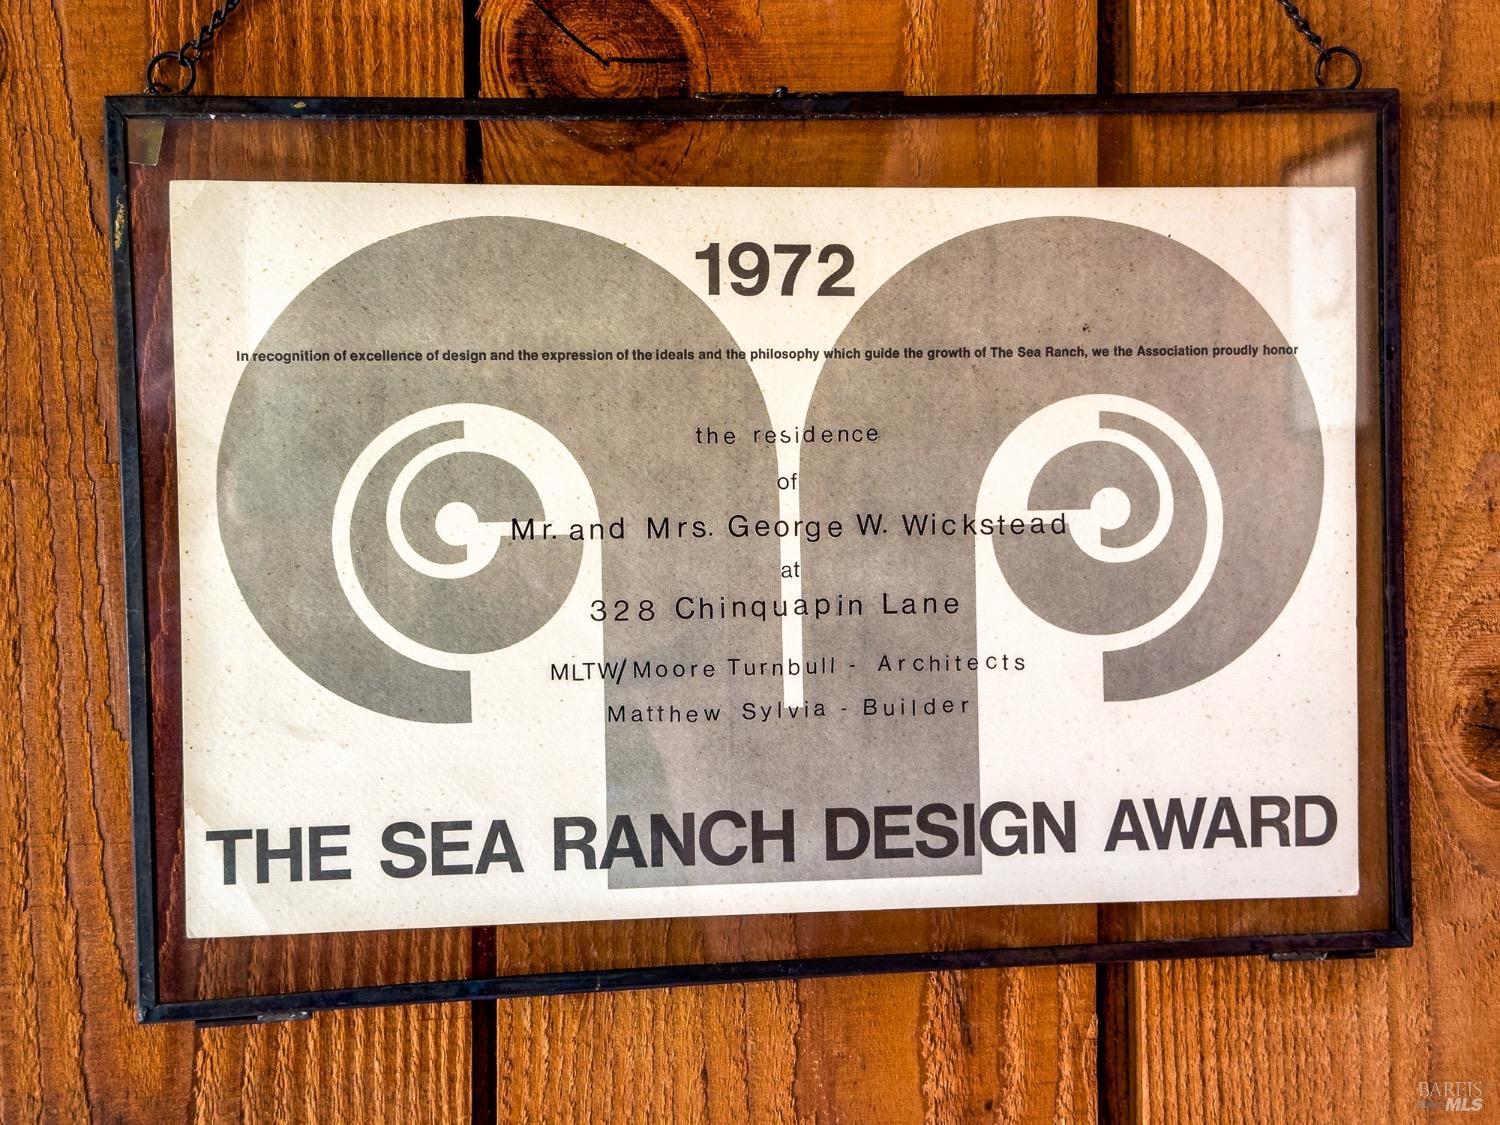 1972
In recognition of excellence of design and the expression of the ideals and the philosophy which guide the growth of The Sea Ranch, we the Association proudly honor
the residence
of
Mr. and Mrs. George W. Wickstead
at
328 Chinquapin Lane
MLTW/Moore Turnbull - Architects
Matthew Sylvia - Builder
THE SEA RANCH DESIGN AWARD
BAREIS
MLS